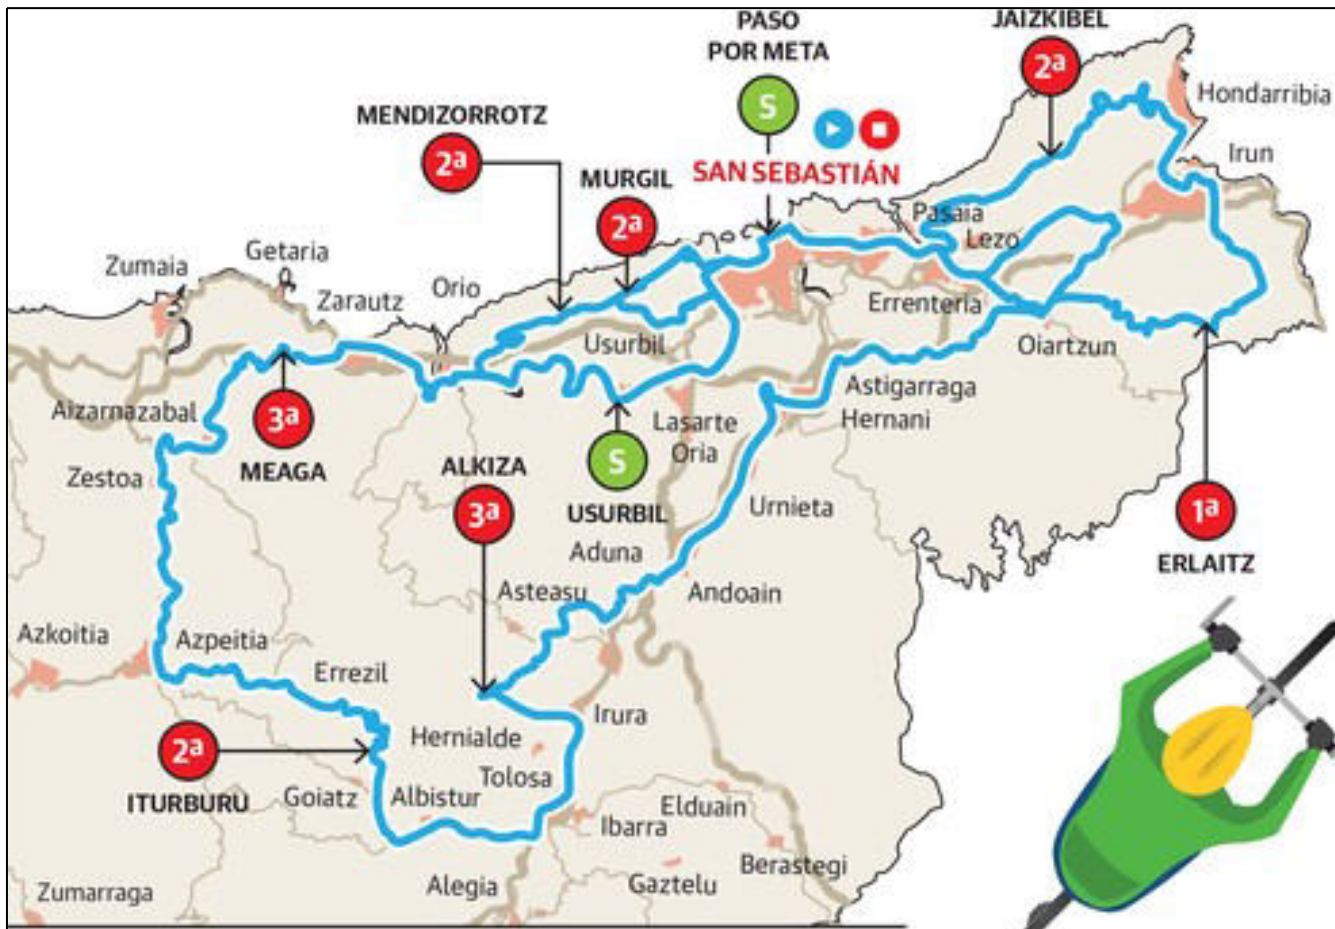 PASO
POR META
S
JAIZKIBEL
2ª
Hondarribia
MENDIZORROTZ
2ª
MURGIL
2ª
SAN SEBASTIÁN
Irun
Pasaia
Lezo
Getaria
Zumaia
Zarautz
Orio
Errenteria
Usurbil
Oiartzun
Aizarnazabal
3ª
MEAGA
Astigarraga
Hernani
Lasarte
Oria
Zestoa
ALKIZA
3ª
S
USURBIL
Urnieta
1ª
ERLAITZ
Aduna
Asteasu
Andoain
Azkoitia
Azpeitia
Errezil
Irura
2ª
ITURBURU
Hernialde
Tolosa
Goiatz
Albistur
Elduain
Ibarra
Berastegi
Zumarraga
Alegia
Gaztelu